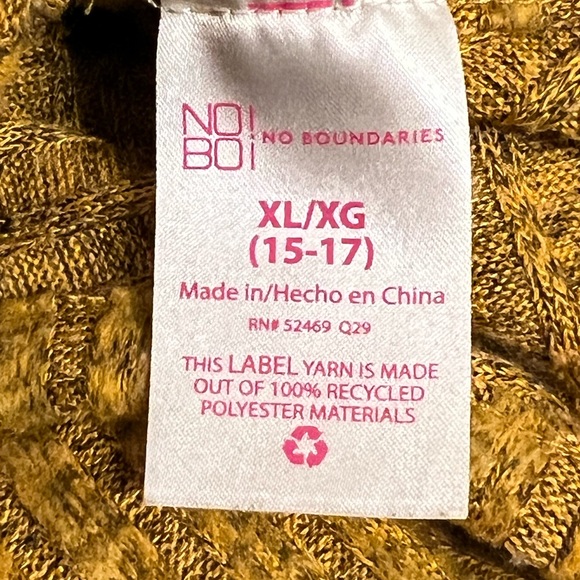 NO!
BO! NO BOUNDARIES
XL/XG
(15-17)
Made in/Hecho en China
RN# 52469 Q29
THIS LABEL YARN IS MADE
OUT OF 100% RECYCLED
POLYESTER MATERIALS